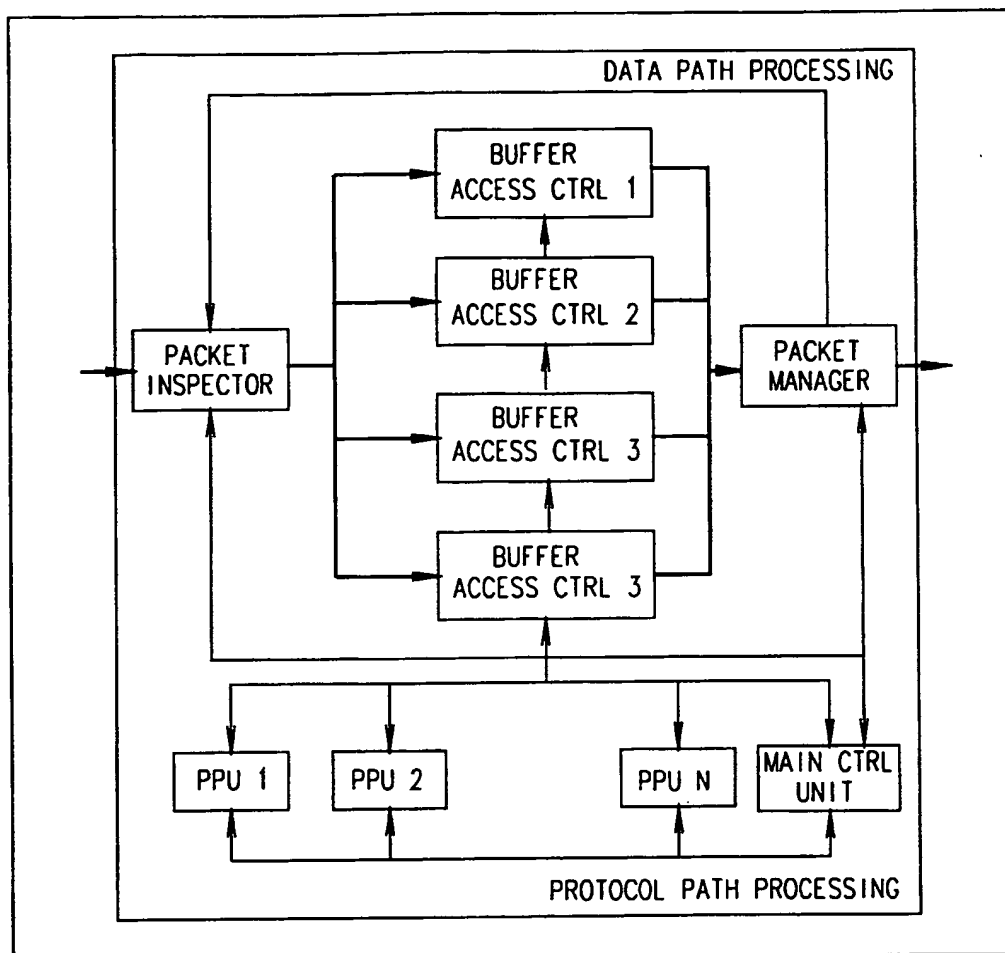 DATA PATH PROCESSING
BUFFER
ACCESS CTRL 1
BUFFER
ACCESS CTRL 2
PACKET
INSPECTOR
PACKET
MANAGER
BUFFER
ACCESS CTRL 3
BUFFER
ACCESS CTRL 3
PPU 1
PPU 2
PPU N
MAIN CTRL
UNIT
PROTOCOL PATH PROCESSING